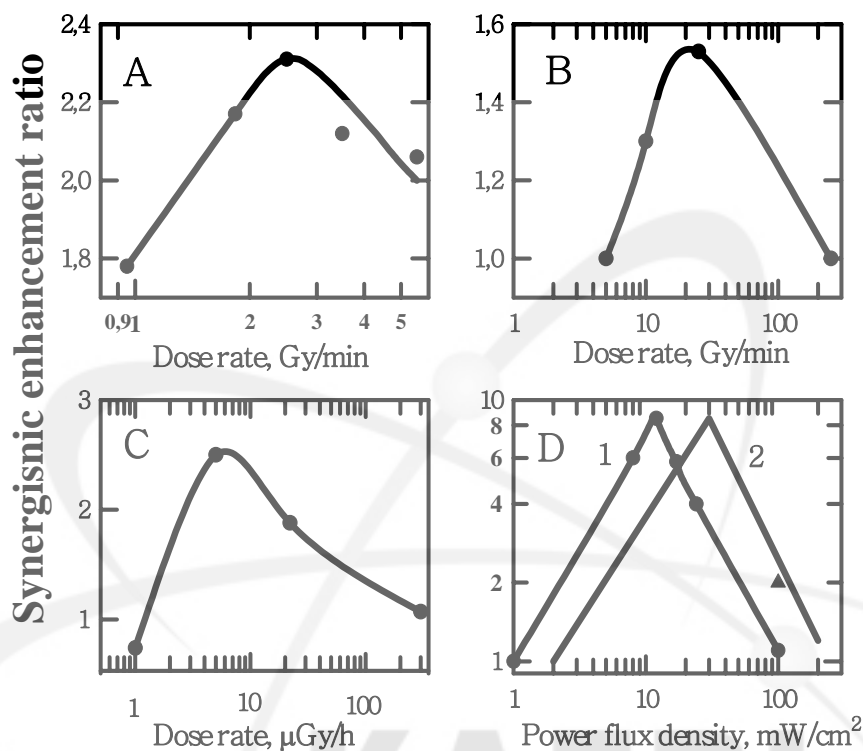 Synergisnic enhancement ratio
2,4
2,2
2,0
1,8
A
0,91 2 3 4 5
Dose rate, Gy/min
1,6
1,4
1,2
1,0
B
1 10 100
Dose rate, Gy/min
3
2
1
C
1 10 100
Dose rate, μGy/h
10
8
6
4
2
1
D
1 2
1 10 100
Power flux density, mW/cm²